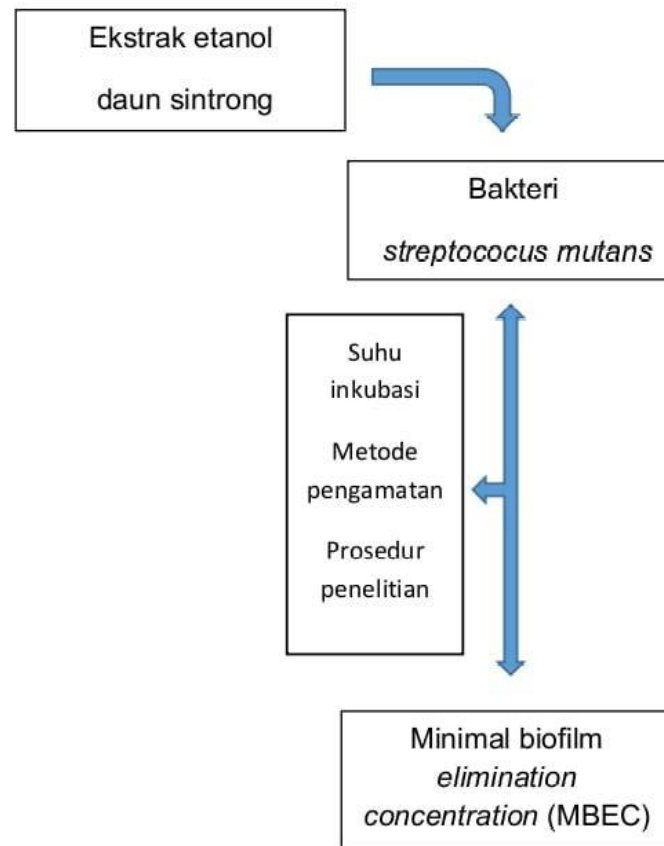 Ekstrak etanol
daun sintrong
Bakteri
streptococus mutans
Suhu
inkubasi
Metode
pengamatan
Prosedur
penelitian
Minimal biofilm
elimination
concentration (MBEC)